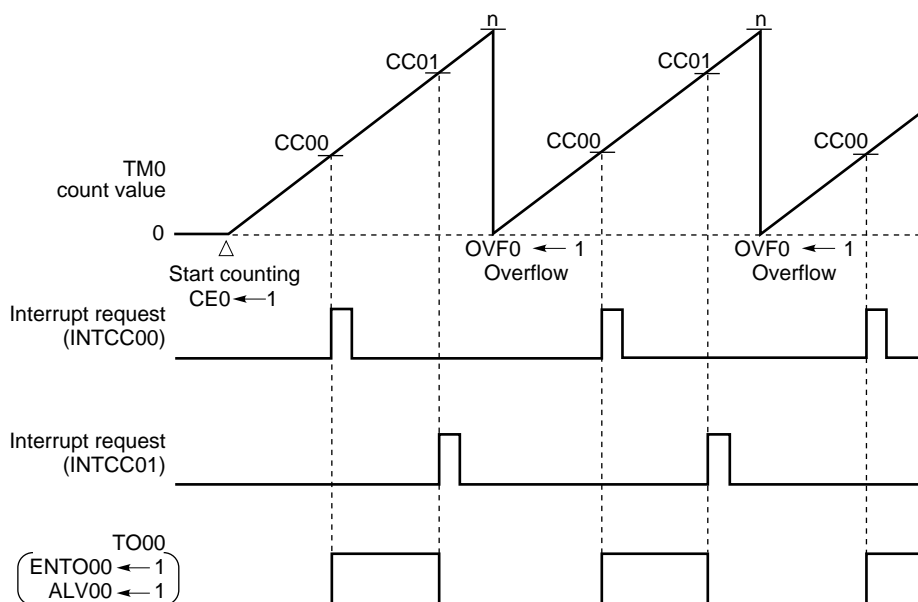 n
n
CC01
CC01
CC00
CC00
CC00
TM0
count value
0
OVF0 ← 1
OVF0 ← 1
Start counting
Overflow
Overflow
CE0 ← 1
Interrupt request
(INTCC00)
Interrupt request
(INTCC01)
TO00
ENTO00 ← 1
ALV00 ← 1